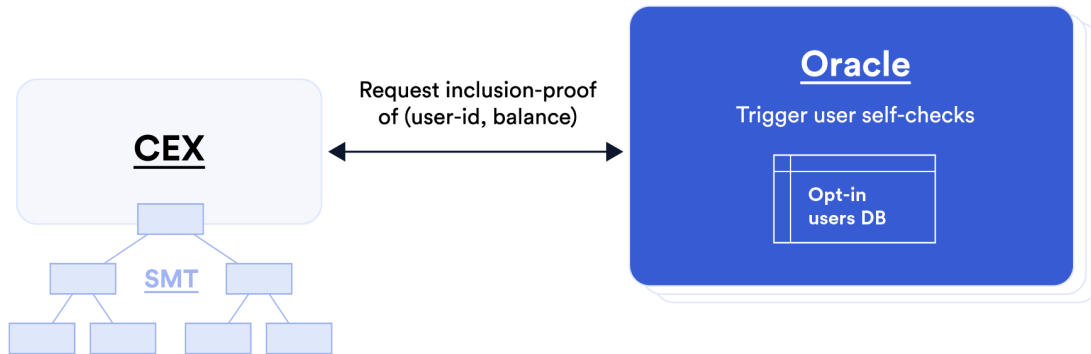 CEX
SMT
Request inclusion-proof
of (user-id, balance)
Oracle
Trigger user self-checks
Opt-in
users DB